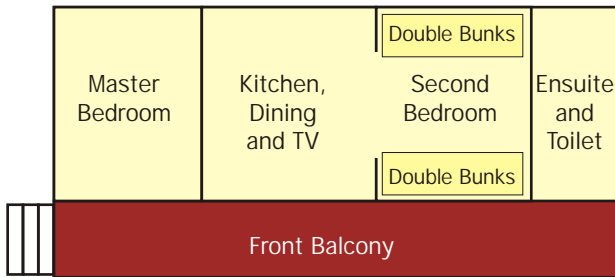 Double Bunks
Master
Bedroom
Kitchen,
Dining
and TV
Second
Bedroom
Ensuite
and
Toilet
Double Bunks
Front Balcony